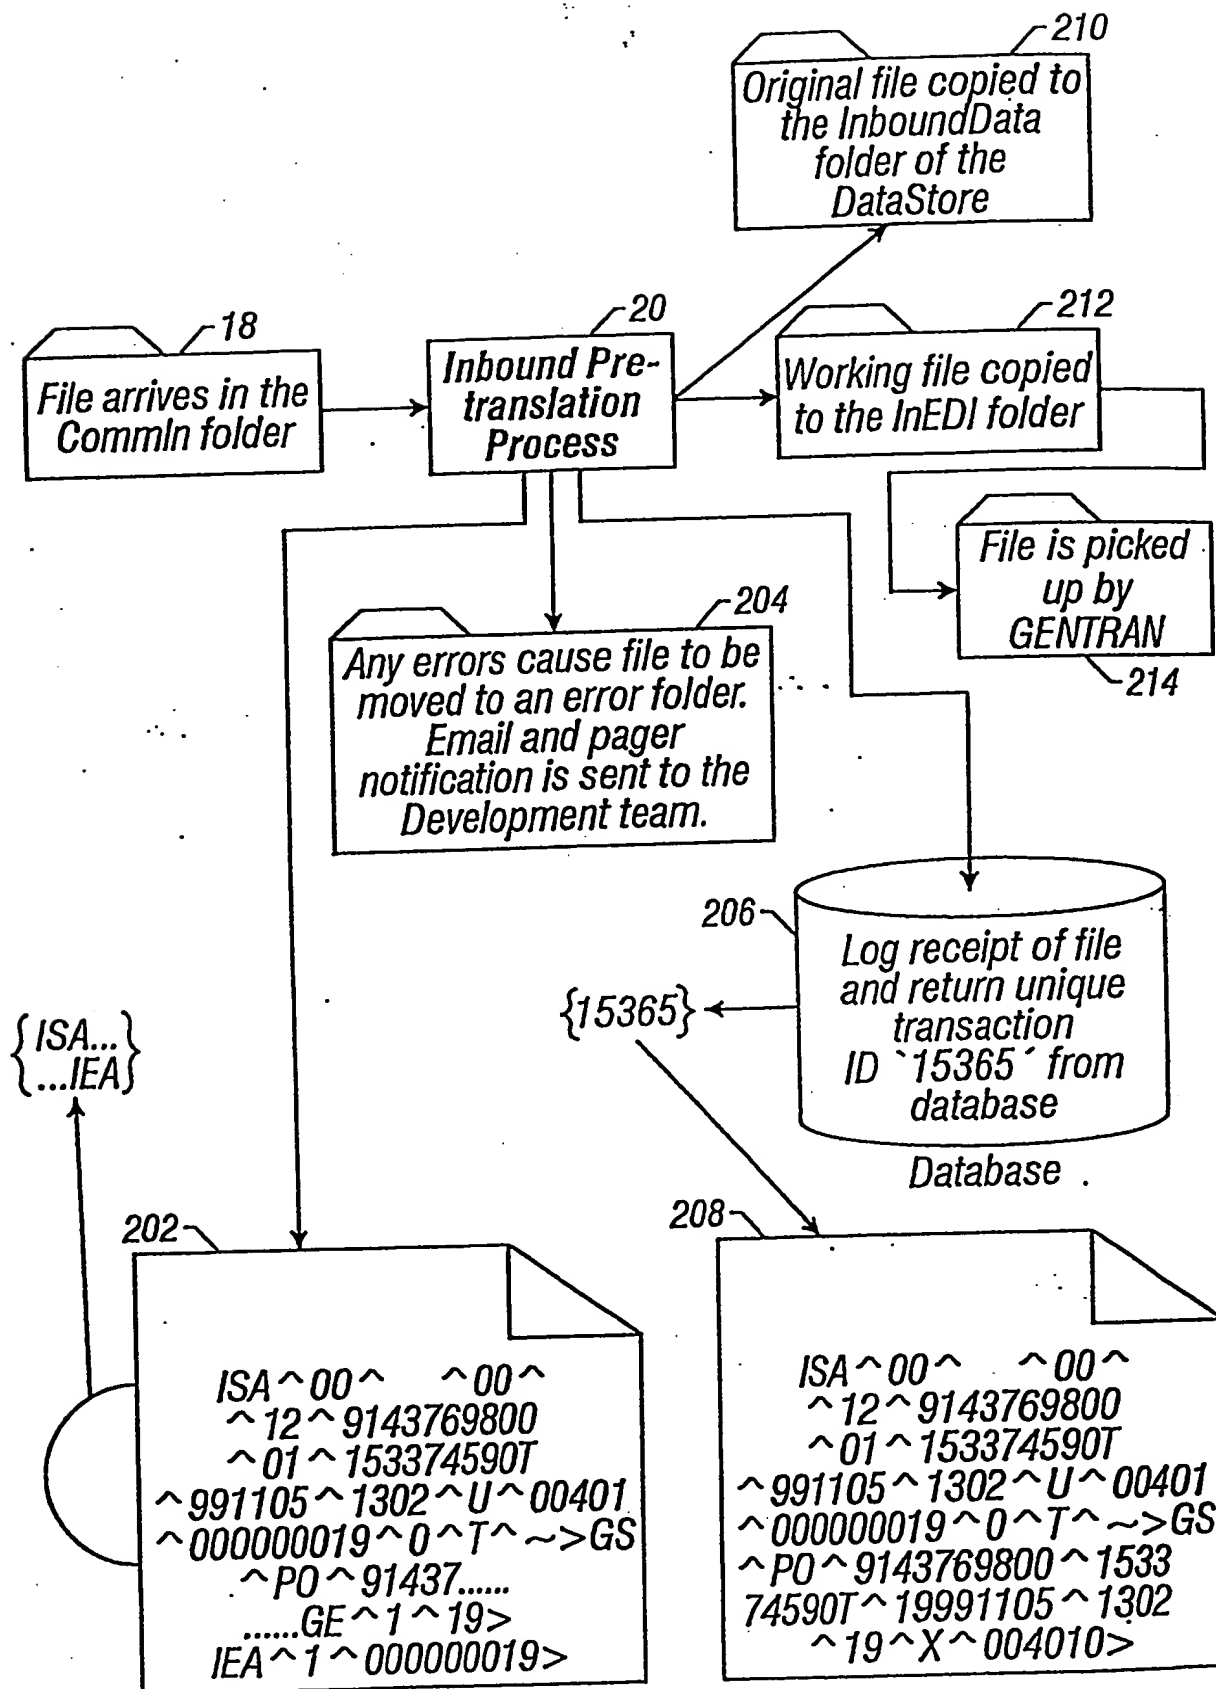 210
Original file copied to
the InboundData
folder of the
DataStore
18
File arrives in the
CommIn folder
20
Inbound Pre-
translation
Process
212
Working file copied
to the InEDI folder
File is picked
up by
GENTRAN
214
204
Any errors cause file to be
moved to an error folder.
Email and pager
notification is sent to the
Development team.
206
Log receipt of file
and return unique
transaction
ID `15365´ from
database
Database
{15365}
{ISA...
...IEA}
202
ISA^00^ ^00^
^12^9143769800
^01^153374590T
^991105^1302^U^00401
^000000019^0^T^~>GS
^PO^91437......
......GE^1^19>
IEA^1^000000019>
208
ISA^00^ ^00^
^12^9143769800
^01^153374590T
^991105^1302^U^00401
^000000019^0^T^~>GS
^PO^9143769800^1533
74590T^19991105^1302
^19^X^004010>